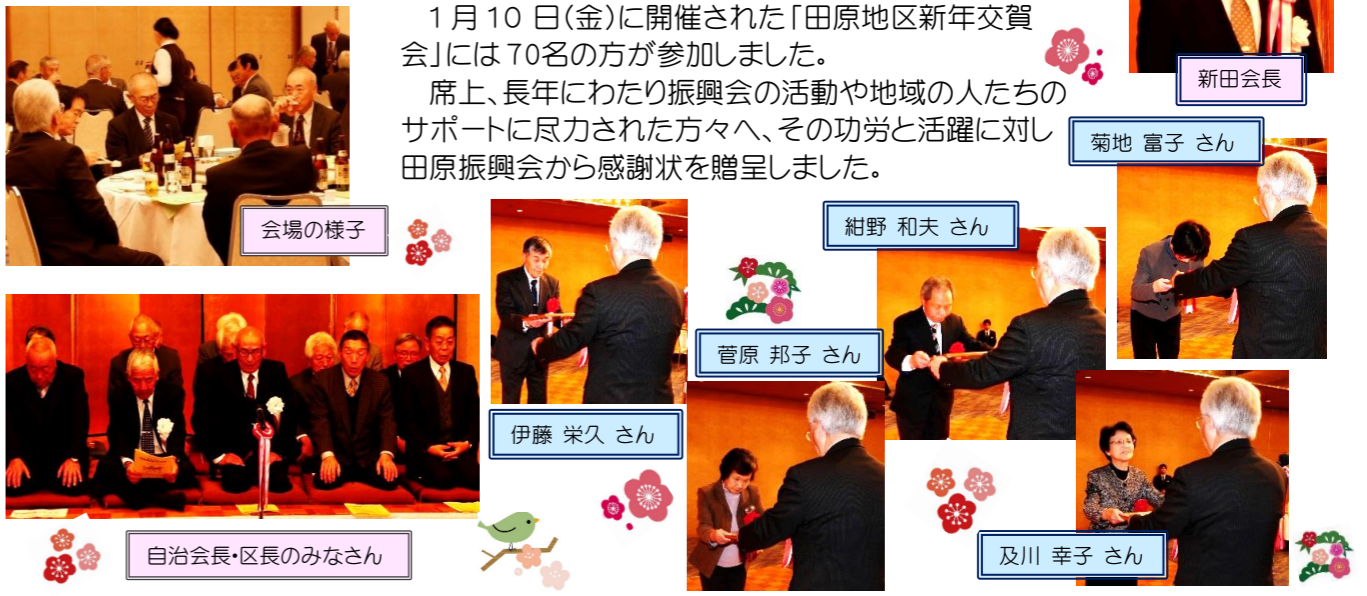 1月10日(金)に開催された「田原地区新年交賀
会」には70名の方が参加しました。
席上、長年にわたり振興会の活動や地域の人たちの
サポートに尽力された方々へ、その功労と活躍に対し
田原振興会から感謝状を贈呈しました。
新田会長
菊地 富子 さん
会場の様子
紺野 和夫 さん
菅原 邦子 さん
伊藤 栄久 さん
自治会長・区長のみなさん
及川 幸子 さん